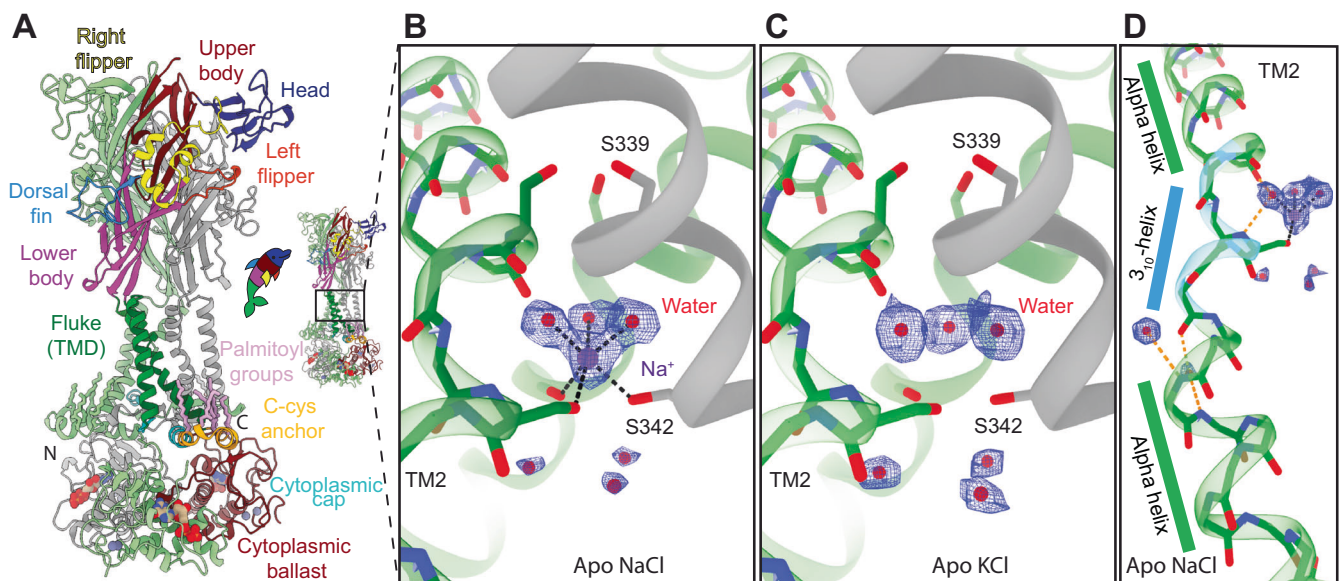 A
Right
flipper
Upper
body
Head
Left
flipper
Dorsal
fin
Lower
body
Fluke
(TMD)
Palmitoyl
groups
C-cys
anchor
C
N
Cytoplasmic
cap
Cytoplasmic
ballast
B
S339
Water
Na⁺
S342
TM2
Apo NaCl
C
S339
Water
S342
TM2
Apo KCl
D
TM2
Alpha helix
3₁₀-helix
Alpha helix
Apo NaCl